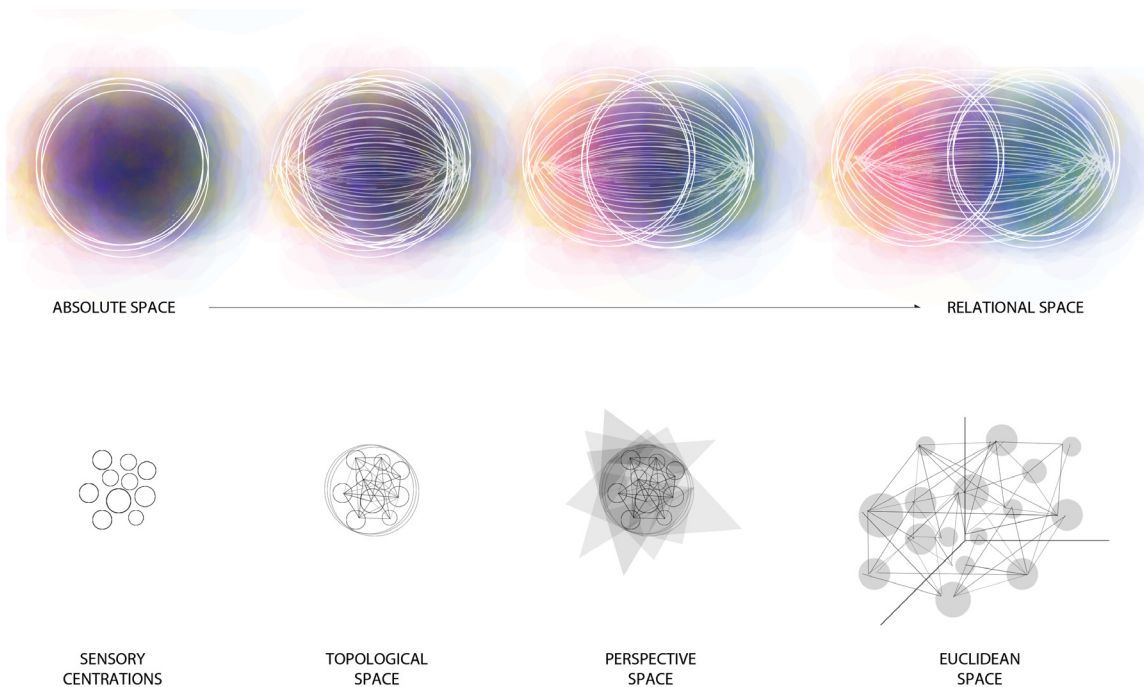 ABSOLUTE SPACE
RELATIONAL SPACE
SENSORY
CENTRATIONS
TOPOLOGICAL
SPACE
PERSPECTIVE
SPACE
EUCLIDEAN
SPACE